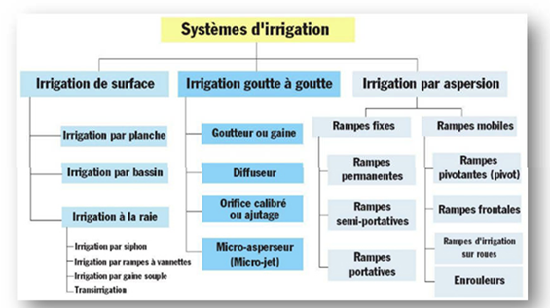 Systèmes d'irrigation
Irrigation de surface
Irrigation par planche
Irrigation par bassin
Irrigation à la raie
Irrigation par siphon
Irrigation par rampes à vannettes
Irrigation par gaine souple
Transirrigation
Irrigation goutte à goutte
Goutteur ou gaine
Diffuseur
Orifice calibré
ou ajutage
Micro-asperseur
(Micro-jet)
Irrigation par aspersion
Rampes fixes
Rampes
permanentes
Rampes
semi-portatives
Rampes
portatives
Rampes mobiles
Rampes
pivotantes (pivot)
Rampes frontales
Rampes d'irrigation
sur roues
Enrouleurs